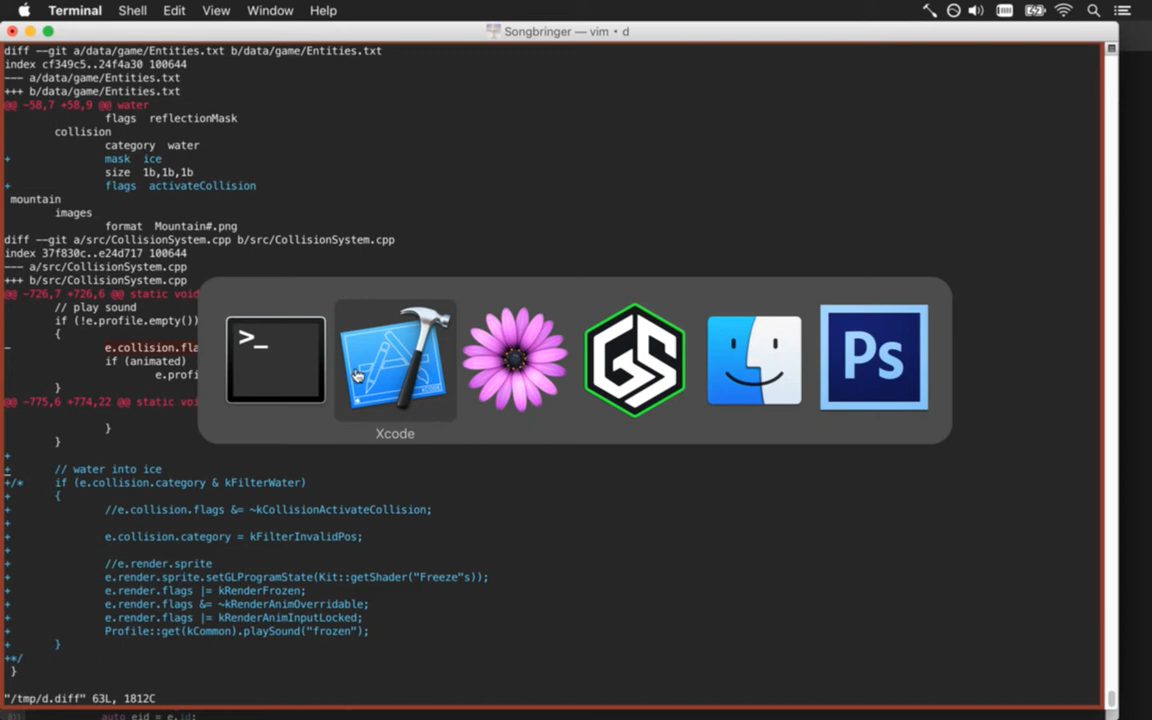 Terminal Shell Edit View Window Help
Songbringer — vim • d
diff --git a/data/game/Entities.txt b/data/game/Entities.txt
index cf349c5..24f4a30 100644
--- a/data/game/Entities.txt
+++ b/data/game/Entities.txt
@@ -58,7 +58,9 @@ water
flags reflectionMask
collision
category water
+ mask ice
size 1b,1b,1b
+ flags activateCollision
mountain
images
format Mountain#.png
diff --git a/src/CollisionSystem.cpp b/src/CollisionSystem.cpp
index 37f830c..e24d717 100644
--- a/src/CollisionSystem.cpp
+++ b/src/CollisionSystem.cpp
@@ -726,7 +726,6 @@ static void
// play sound
if (!e.profile.empty())
{
- e.collision.fla
if (animated)
e.profi
}
@@ -775,6 +774,22 @@ static void
}
}
+
+ // water into ice
+/* if (e.collision.category & kFilterWater)
+ {
+ //e.collision.flags &= ~kCollisionActivateCollision;
+
+ e.collision.category = kFilterInvalidPos;
+
+ //e.render.sprite
+ e.render.sprite.setGLProgramState(Kit::getShader("Freeze"s));
+ e.render.flags |= kRenderFrozen;
+ e.render.flags &= ~kRenderAnimOverridable;
+ e.render.flags |= kRenderAnimInputLocked;
+ Profile::get(kCommon).playSound("frozen");
+ }
+*/
}
"/tmp/d.diff" 63L, 1812C
>_
GS
Ps
Xcode
auto eid = e.id;